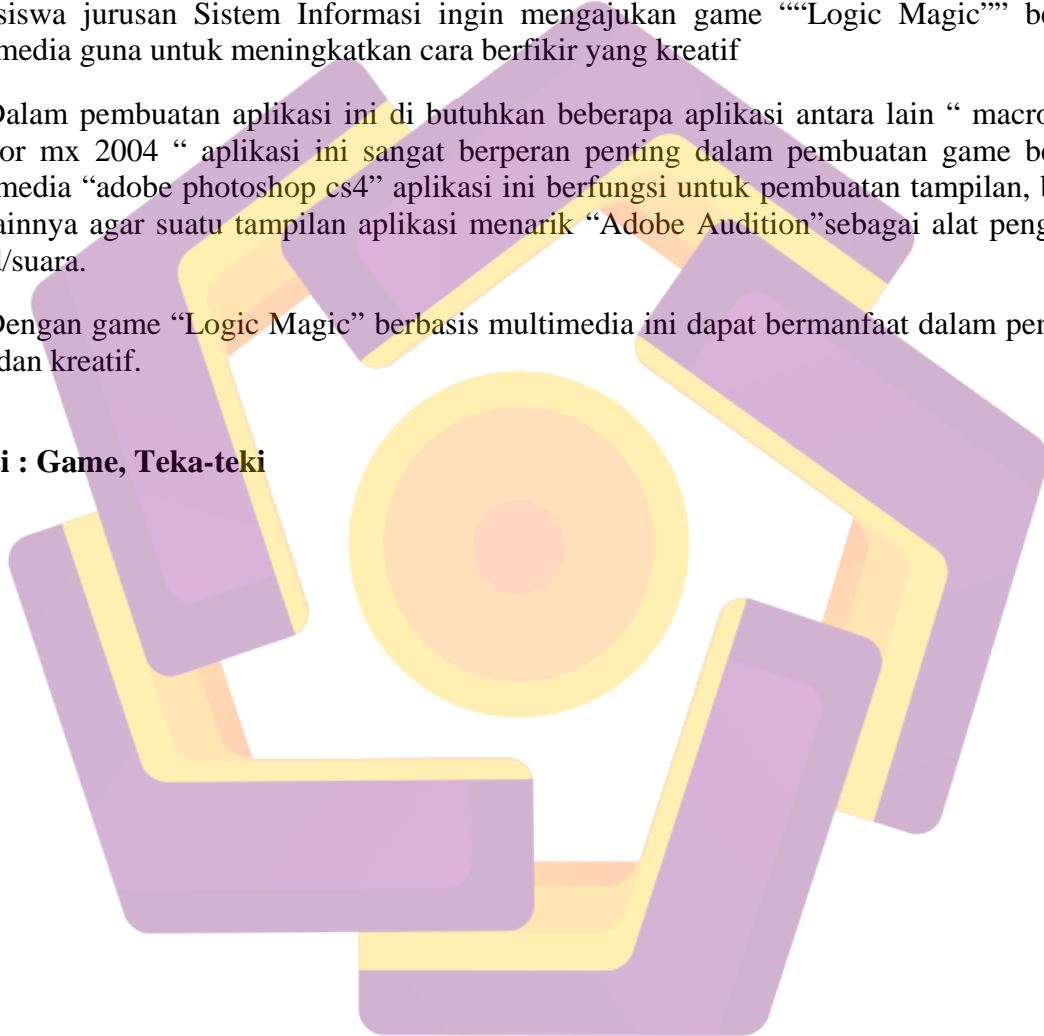 siswa jurusan Sistem Informasi ingin mengajukan game ““Logic Magic”” be
media guna untuk meningkatkan cara berfikir yang kreatif
Dalam pembuatan aplikasi ini di butuhkan beberapa aplikasi antara lain “ macro
or mx 2004 “ aplikasi ini sangat berperan penting dalam pembuatan game be
media “adobe photoshop cs4” aplikasi ini berfungsi untuk pembuatan tampilan, b
ainnya agar suatu tampilan aplikasi menarik “Adobe Audition”sebagai alat peng
l/suara.
Dengan game “Logic Magic” berbasis multimedia ini dapat bermanfaat dalam pen
dan kreatif.
i : Game, Teka-teki